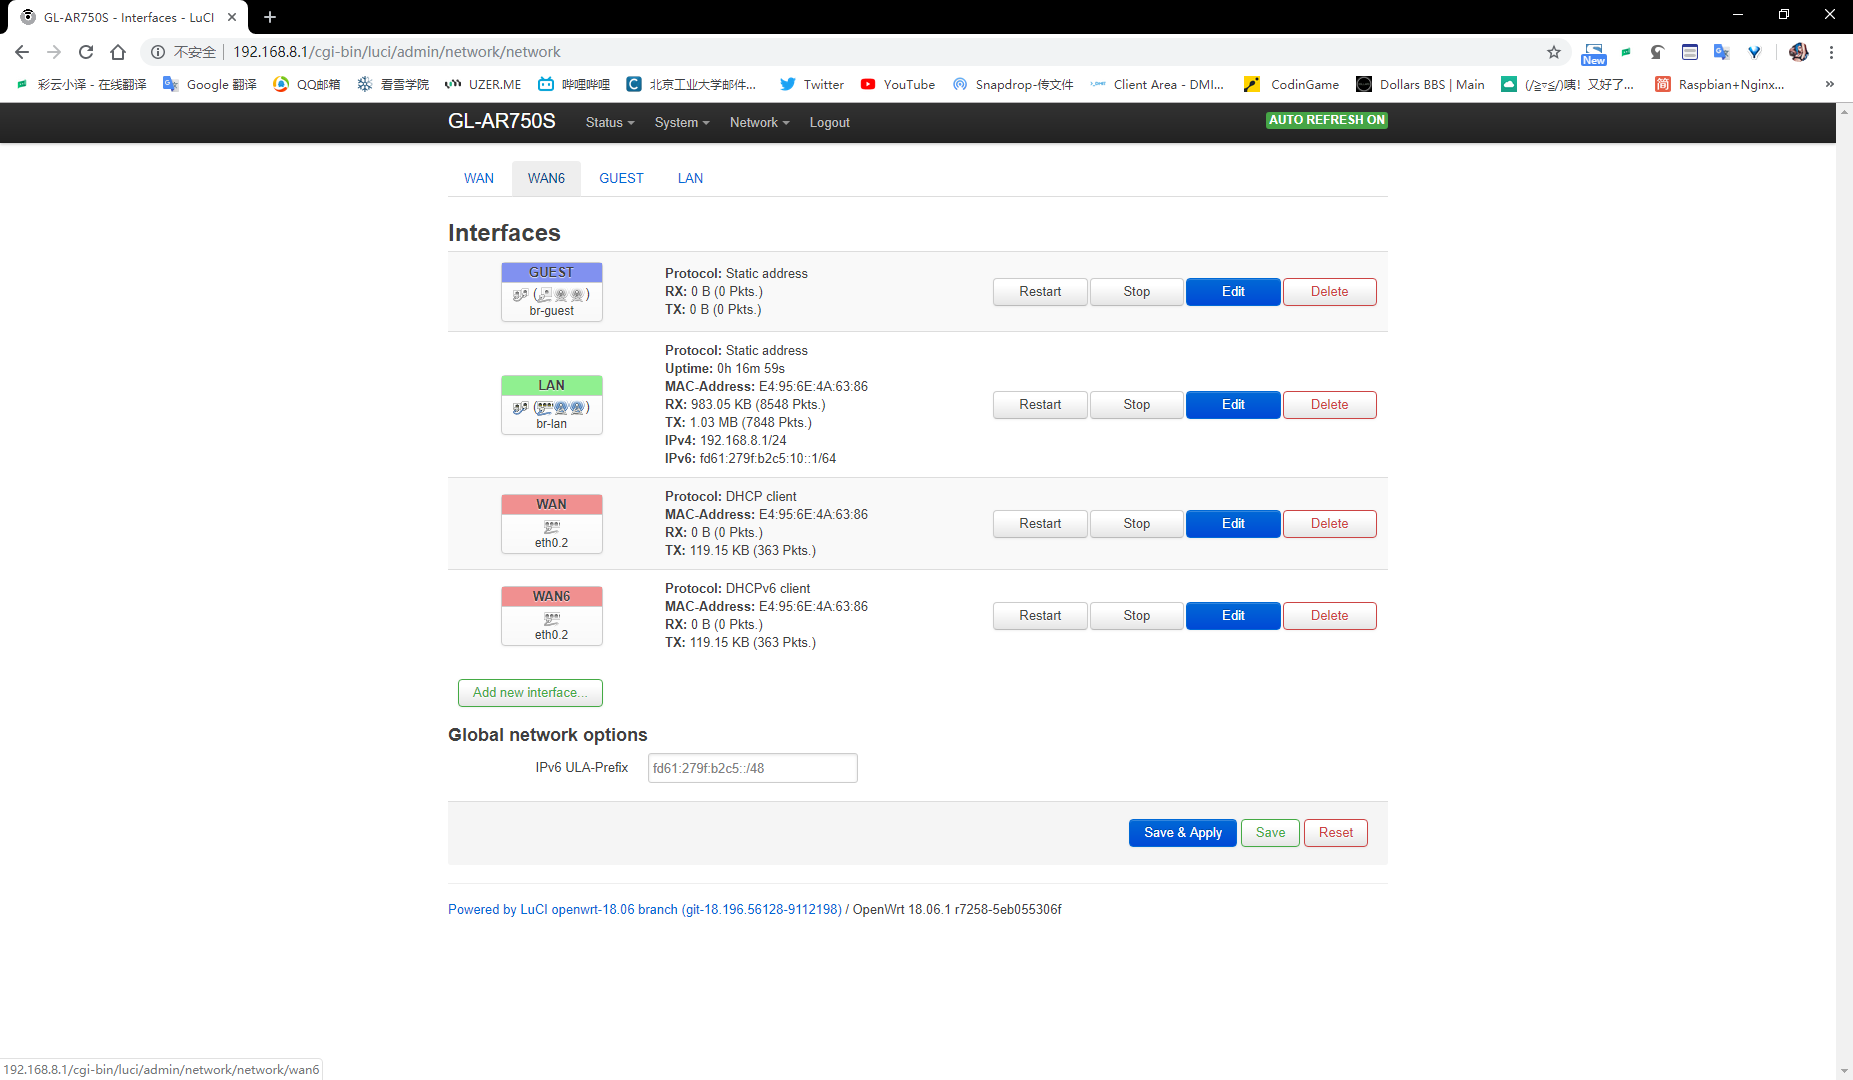 GL-AR750S - Interfaces - LuCI
不安全 192.168.8.1/cgi-bin/luci/admin/network/network
New
彩云小译 - 在线翻译 Google 翻译 QQ邮箱 看雪学院 UZER.ME 哔哩哔哩 北京工业大学邮件... Twitter YouTube Snapdrop-传文件 Client Area - DMI... CodinGame Dollars BBS | Main (/≧▽≦/)咦！又好了... Raspbian+Nginx... »
GL-AR750S Status System Network Logout AUTO REFRESH ON
WAN WAN6 GUEST LAN
Interfaces
GUEST
br-guest
Protocol: Static address
RX: 0 B (0 Pkts.)
TX: 0 B (0 Pkts.)
Restart Stop Edit Delete
LAN
br-lan
Protocol: Static address
Uptime: 0h 16m 59s
MAC-Address: E4:95:6E:4A:63:86
RX: 983.05 KB (8548 Pkts.)
TX: 1.03 MB (7848 Pkts.)
IPv4: 192.168.8.1/24
IPv6: fd61:279f:b2c5:10::1/64
Restart Stop Edit Delete
WAN
eth0.2
Protocol: DHCP client
MAC-Address: E4:95:6E:4A:63:86
RX: 0 B (0 Pkts.)
TX: 119.15 KB (363 Pkts.)
Restart Stop Edit Delete
WAN6
eth0.2
Protocol: DHCPv6 client
MAC-Address: E4:95:6E:4A:63:86
RX: 0 B (0 Pkts.)
TX: 119.15 KB (363 Pkts.)
Restart Stop Edit Delete
Add new interface...
Global network options
IPv6 ULA-Prefix fd61:279f:b2c5::/48
Save & Apply Save Reset
Powered by LuCI openwrt-18.06 branch (git-18.196.56128-9112198) / OpenWrt 18.06.1 r7258-5eb055306f
192.168.8.1/cgi-bin/luci/admin/network/network/wan6